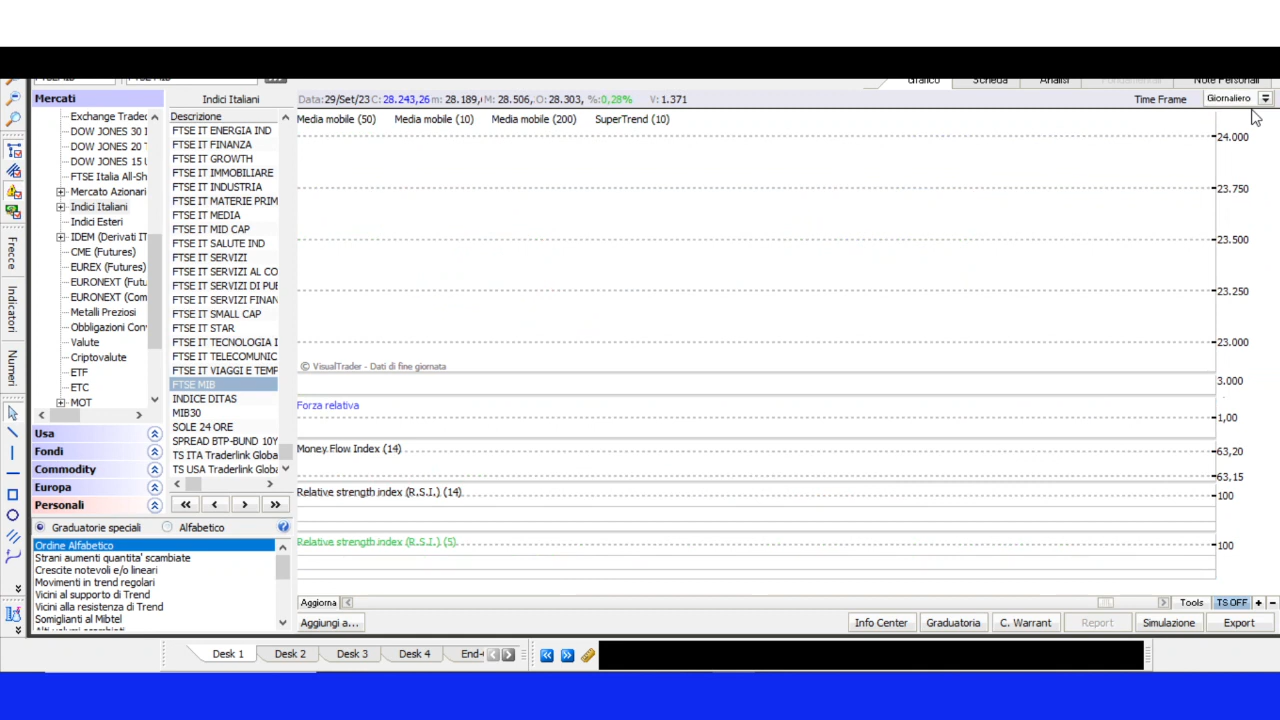 FTSEMIB
FTSE MIB
Grafico
Scheda
Analisi
Fondamentali
Note Personali
Mercati
Indici Italiani
Data:29/Set/23 C: 28.243,26 m: 28.189, M: 28.506, O: 28.303, %:0,28% V: 1.371
Time Frame
Giornaliero
Exchange Tradec
DOW JONES 30 I
DOW JONES 20 T
DOW JONES 15 U
FTSE Italia All-Sh
Mercato Azionari
Indici Italiani
Indici Esteri
IDEM (Derivati IT
CME (Futures)
EUREX (Futures)
EURONEXT (Futu
EURONEXT (Com
Metalli Preziosi
Obbligazioni Con
Valute
Criptovalute
ETF
ETC
MOT
Descrizione
FTSE IT ENERGIA IND
FTSE IT FINANZA
FTSE IT GROWTH
FTSE IT IMMOBILIARE
FTSE IT INDUSTRIA
FTSE IT MATERIE PRIM
FTSE IT MEDIA
FTSE IT MID CAP
FTSE IT SALUTE IND
FTSE IT SERVIZI
FTSE IT SERVIZI AL CO
FTSE IT SERVIZI DI PUE
FTSE IT SERVIZI FINAN
FTSE IT SMALL CAP
FTSE IT STAR
FTSE IT TECNOLOGIA I
FTSE IT TELECOMUNIC
FTSE IT VIAGGI E TEMF
FTSE MIB
INDICE DITAS
MIB30
SOLE 24 ORE
SPREAD BTP-BUND 10Y
TS ITA Traderlink Globa
TS USA Traderlink Globa
Media mobile (50)
Media mobile (10)
Media mobile (200)
SuperTrend (10)
24.000
23.750
23.500
23.250
23.000
© VisualTrader - Dati di fine giornata
3.000
Forza relativa
1,00
Money Flow Index (14)
63,20
63,15
Relative strength index (R.S.I.) (14)
100
Relative strength index (R.S.I.) (5)
100
Frecce
Indicatori
Numeri
Usa
Fondi
Commodity
Europa
Personali
Graduatorie speciali
Alfabetico
Ordine Alfabetico
Strani aumenti quantita' scambiate
Crescite notevoli e/o lineari
Movimenti in trend regolari
Vicini al supporto di Trend
Vicini alla resistenza di Trend
Somiglianti al Mibtel
Alti volumi scambiati
Aggiorna
Tools
TS OFF
Aggiungi a...
Info Center
Graduatoria
C. Warrant
Report
Simulazione
Export
Desk 1
Desk 2
Desk 3
Desk 4
End-